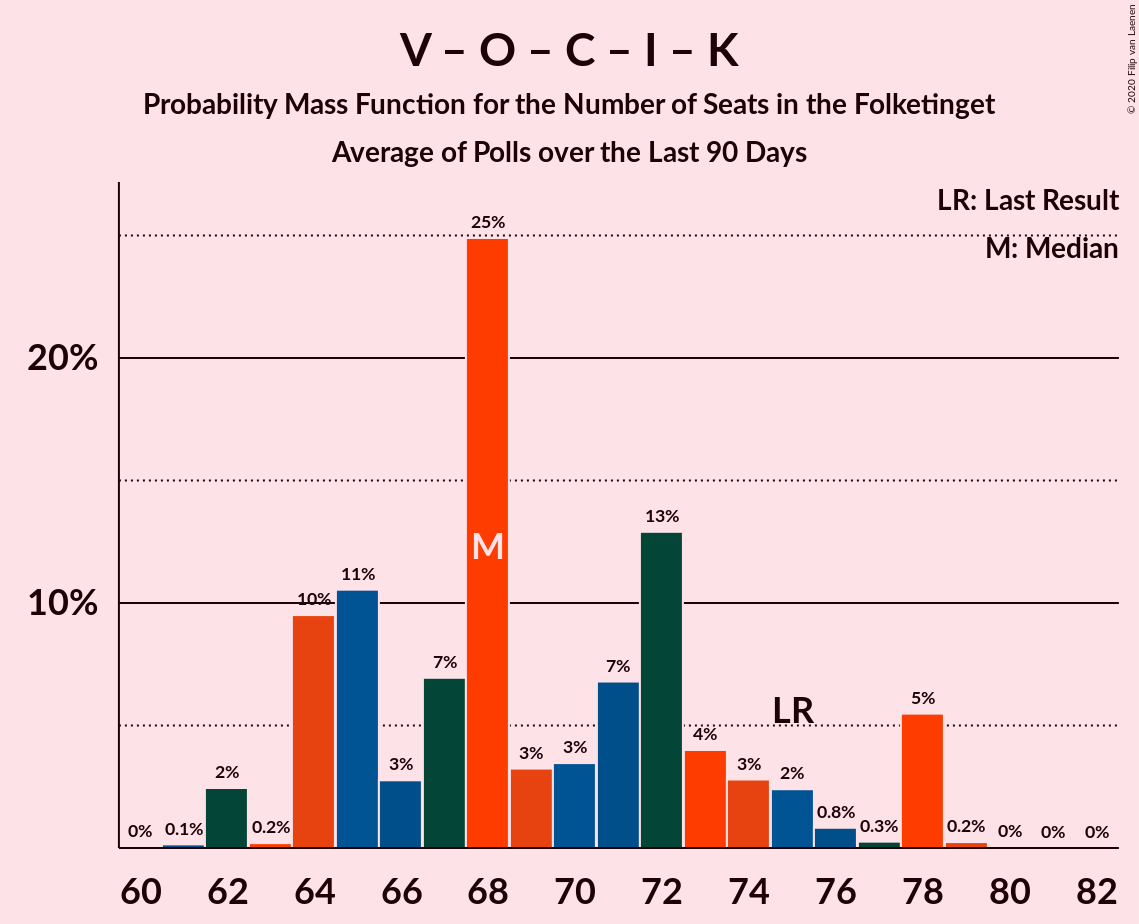 V – O – C – I – K
Probability Mass Function for the Number of Seats in the Folketinget
Average of Polls over the Last 90 Days
© 2020 Filip van Laenen
LR: Last Result
M: Median
25%
20%
13%
M
11%
10%
10%
7%
7%
LR
5%
4%
3%
3%
3%
3%
2%
2%
0.8%
0.3%
0.2%
0.2%
0.1%
0%
0%
0%
0%
60 62 64 66 68 70 72 74 76 78 80 82